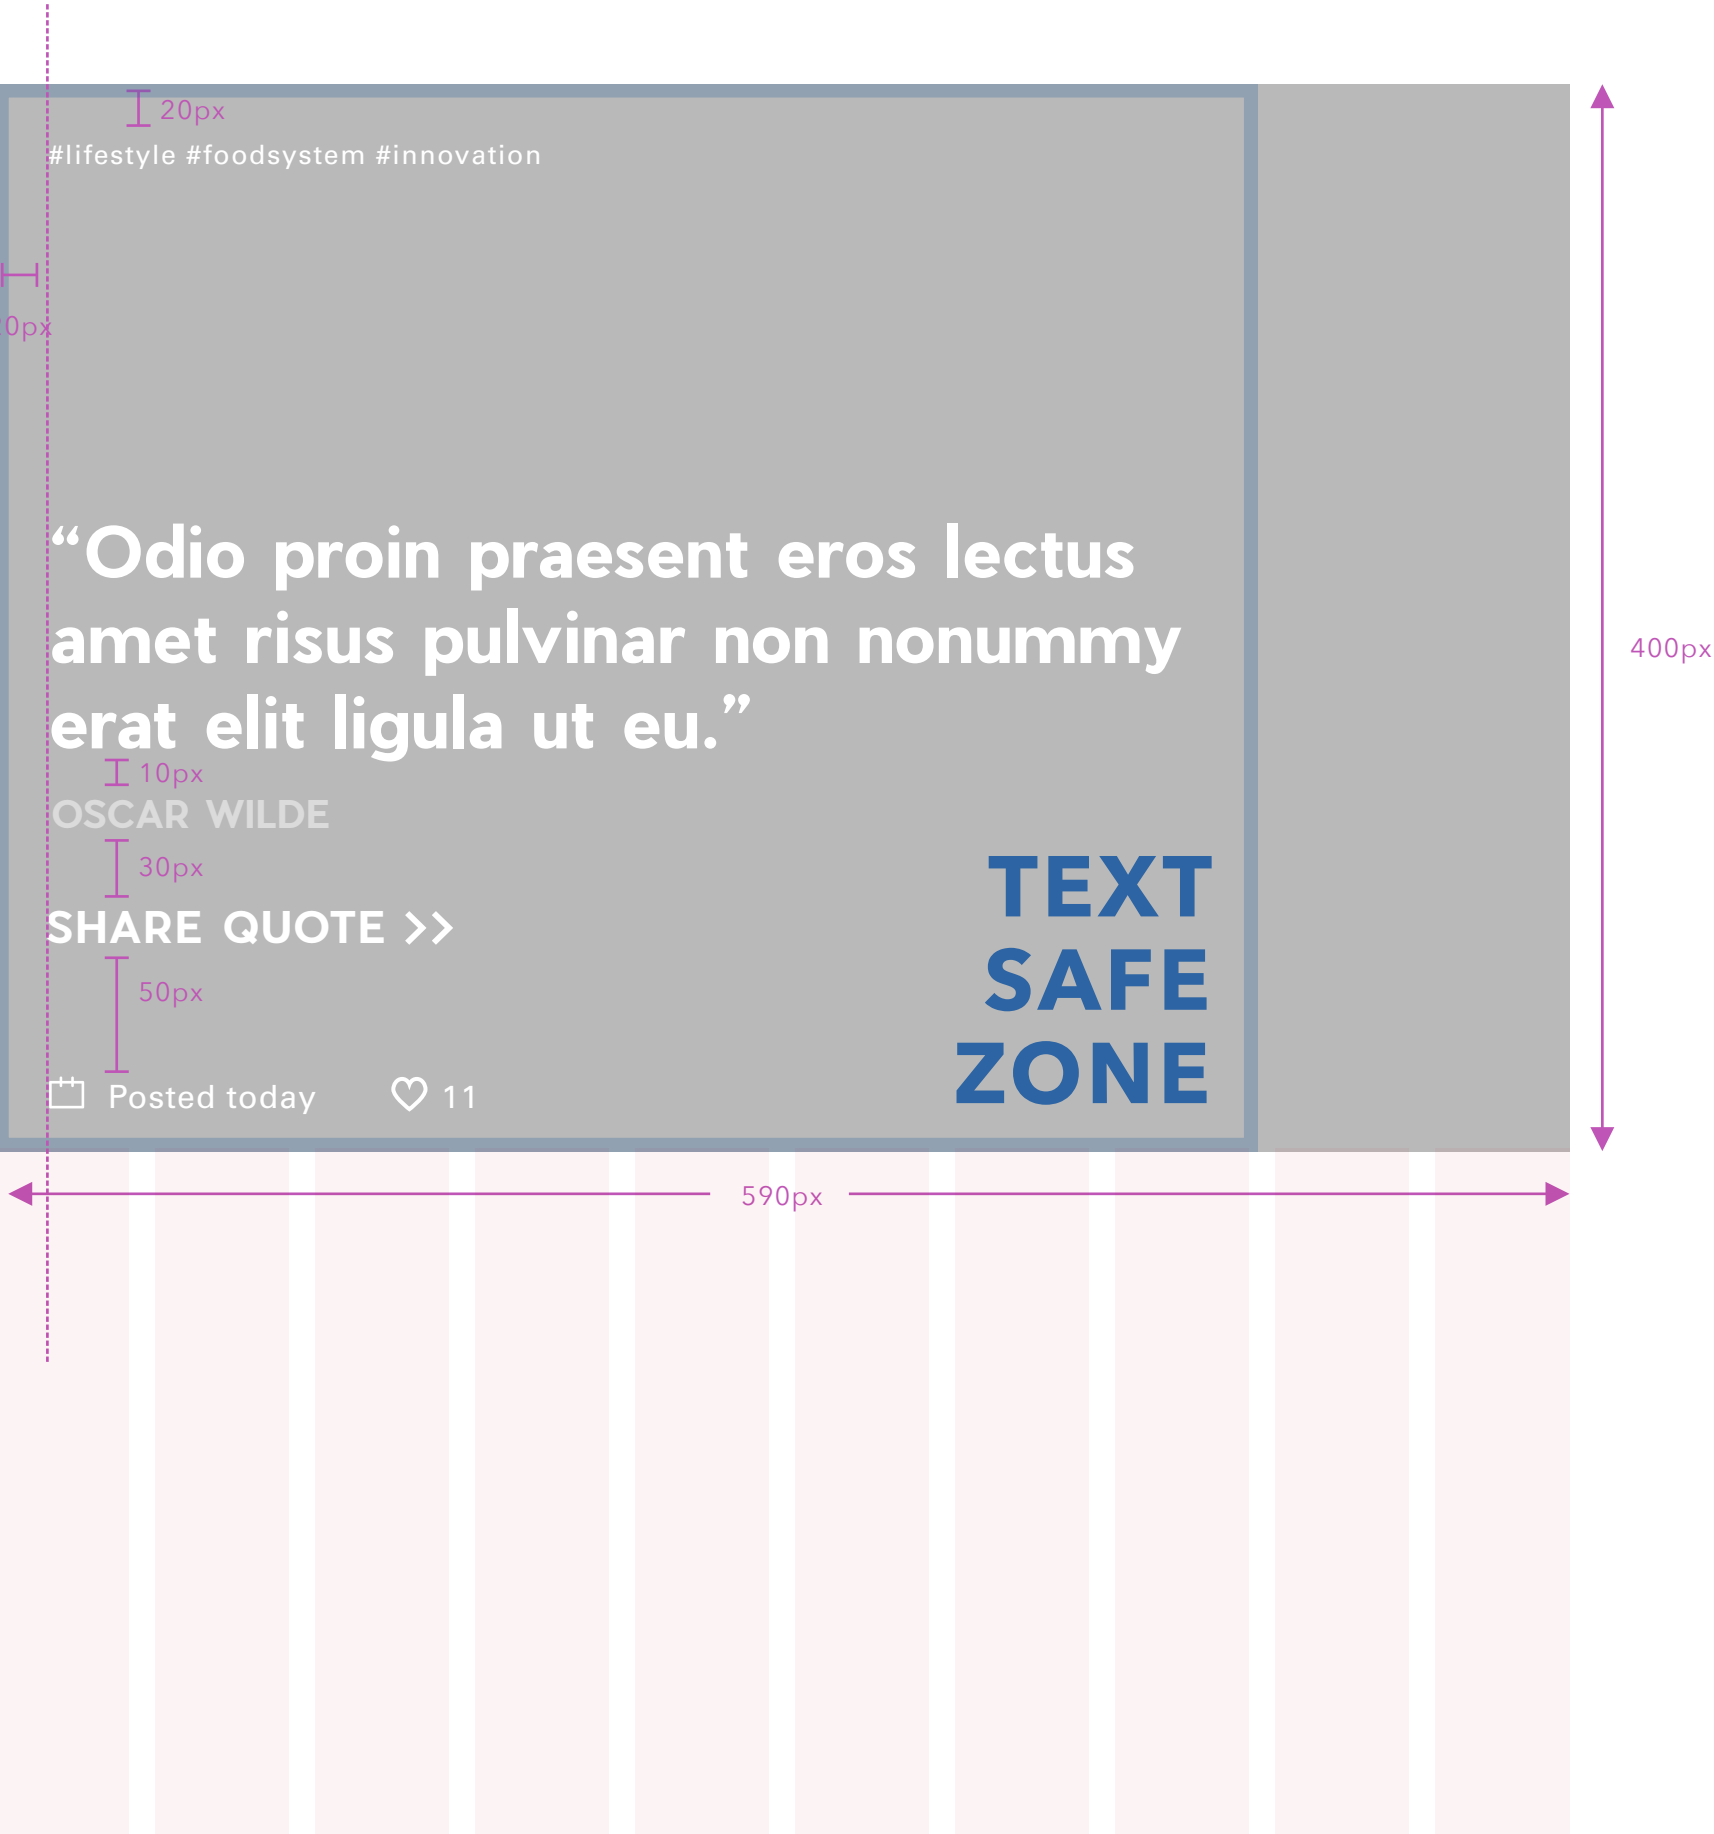 20px
#lifestyle #foodsystem #innovation
0px
“Odio proin praesent eros lectus
amet risus pulvinar non nonummy
erat elit ligula ut eu.”
10px
OSCAR WILDE
30px
SHARE QUOTE >>
50px
Posted today 11
TEXT
SAFE
ZONE
400px
590px